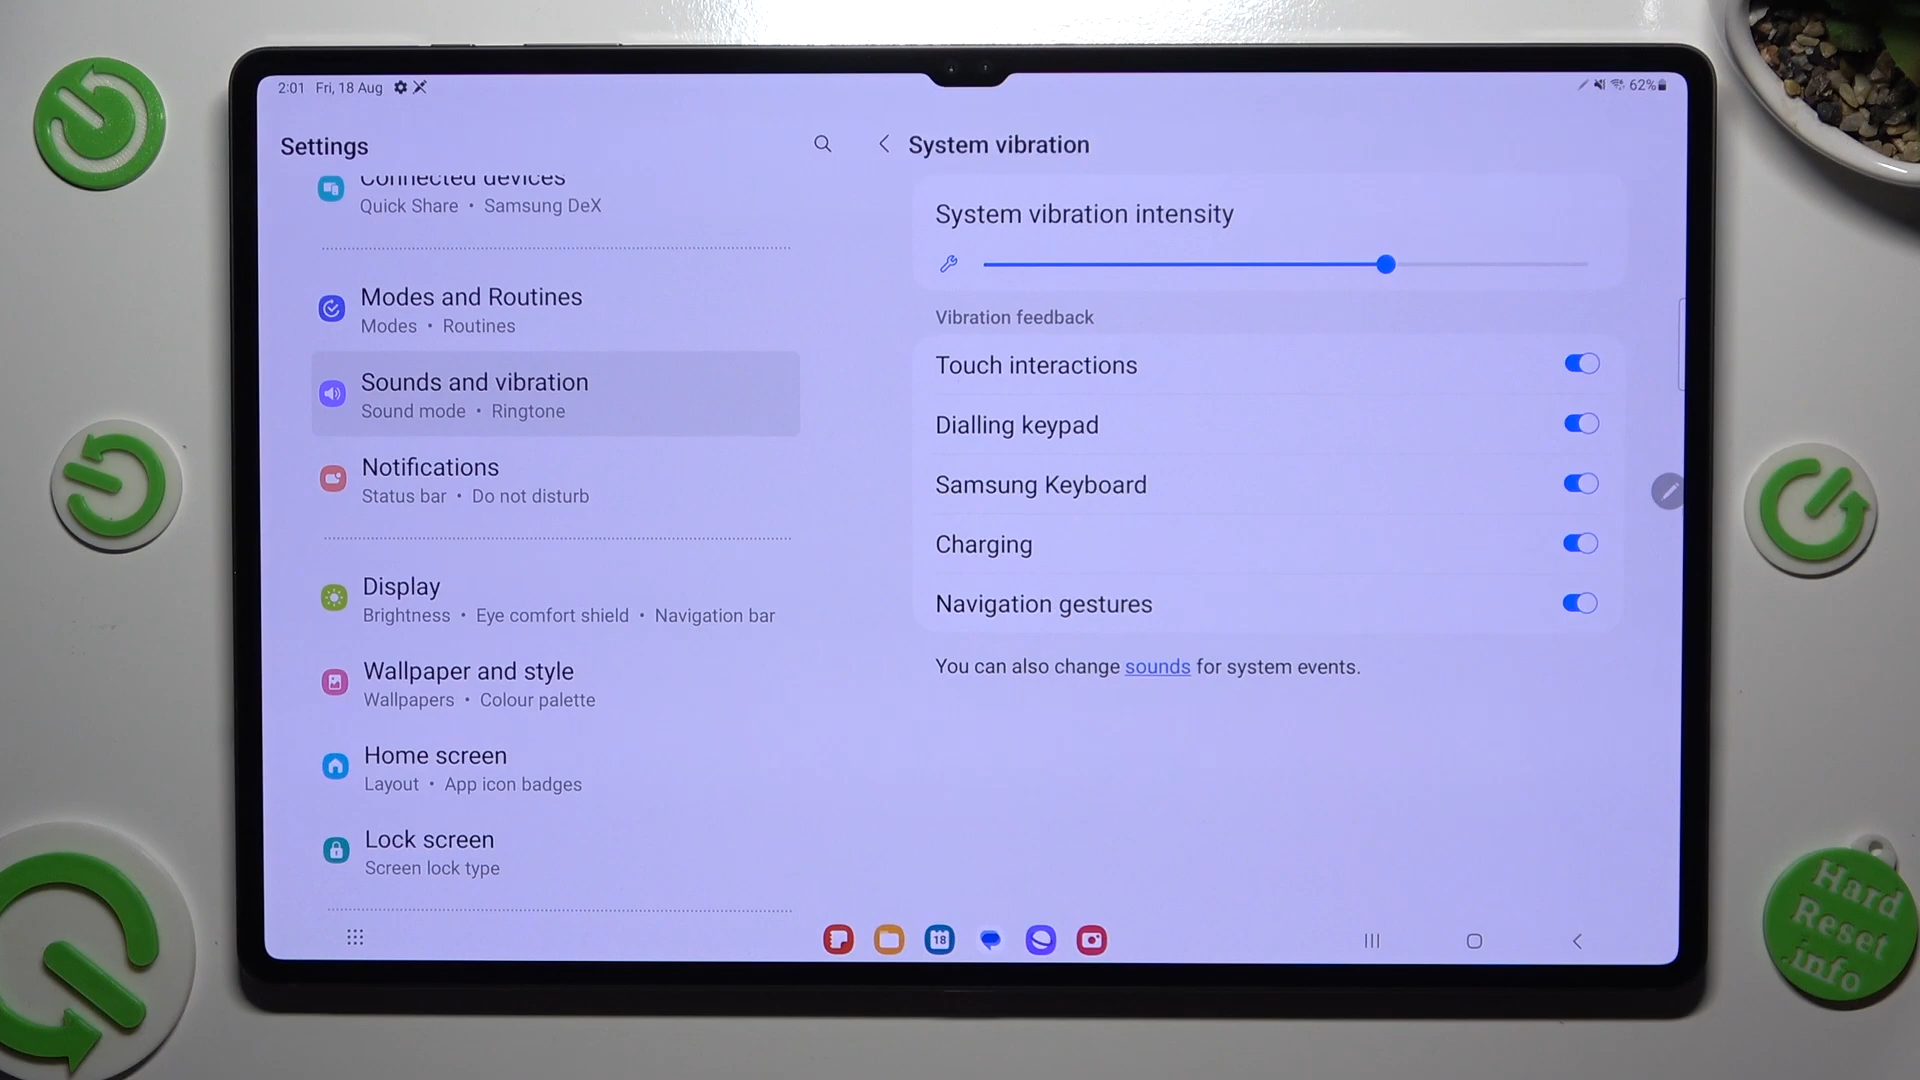 2:01 Fri, 18 Aug
62%
Settings
Connected devices
Quick Share • Samsung DeX
Modes and Routines
Modes • Routines
Sounds and vibration
Sound mode • Ringtone
Notifications
Status bar • Do not disturb
Display
Brightness • Eye comfort shield • Navigation bar
Wallpaper and style
Wallpapers • Colour palette
Home screen
Layout • App icon badges
Lock screen
Screen lock type
System vibration
System vibration intensity
Vibration feedback
Touch interactions
Dialling keypad
Samsung Keyboard
Charging
Navigation gestures
You can also change sounds for system events.
18
Hard
Reset
.info